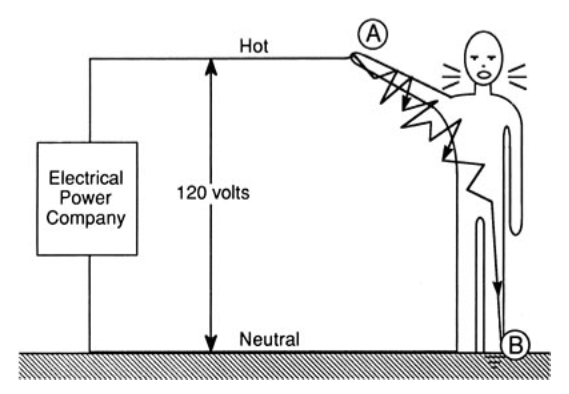 Hot
A
Electrical
Power
Company
120 volts
Neutral
B